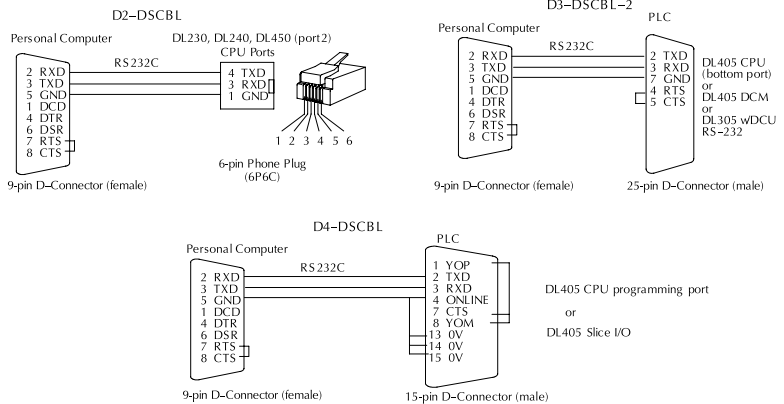 D2–DSCBL
Personal Computer
DL230, DL240, DL450 (port2)
CPU Ports
RS232C
2 RXD
3 TXD
5 GND
1 DCD
4 DTR
6 DSR
7 RTS
8 CTS
4 TXD
3 RXD
1 GND
1 2 3 4 5 6
6-pin Phone Plug
(6P6C)
9-pin D–Connector (female)
D3–DSCBL–2
Personal Computer
PLC
RS232C
2 RXD
3 TXD
5 GND
1 DCD
4 DTR
6 DSR
7 RTS
8 CTS
2 TXD
3 RXD
7 GND
4 RTS
5 CTS
DL405 CPU
(bottom port)
or
DL405 DCM
or
DL305 wDCU
RS–232
9-pin D–Connector (female)
25-pin D–Connector (male)
D4–DSCBL
Personal Computer
PLC
RS232C
2 RXD
3 TXD
5 GND
1 DCD
4 DTR
6 DSR
7 RTS
8 CTS
1 YOP
2 TXD
3 RXD
4 ONLINE
7 CTS
8 YOM
13 0V
14 0V
15 0V
DL405 CPU programming port
or
DL405 Slice I/O
9-pin D–Connector (female)
15-pin D–Connector (male)